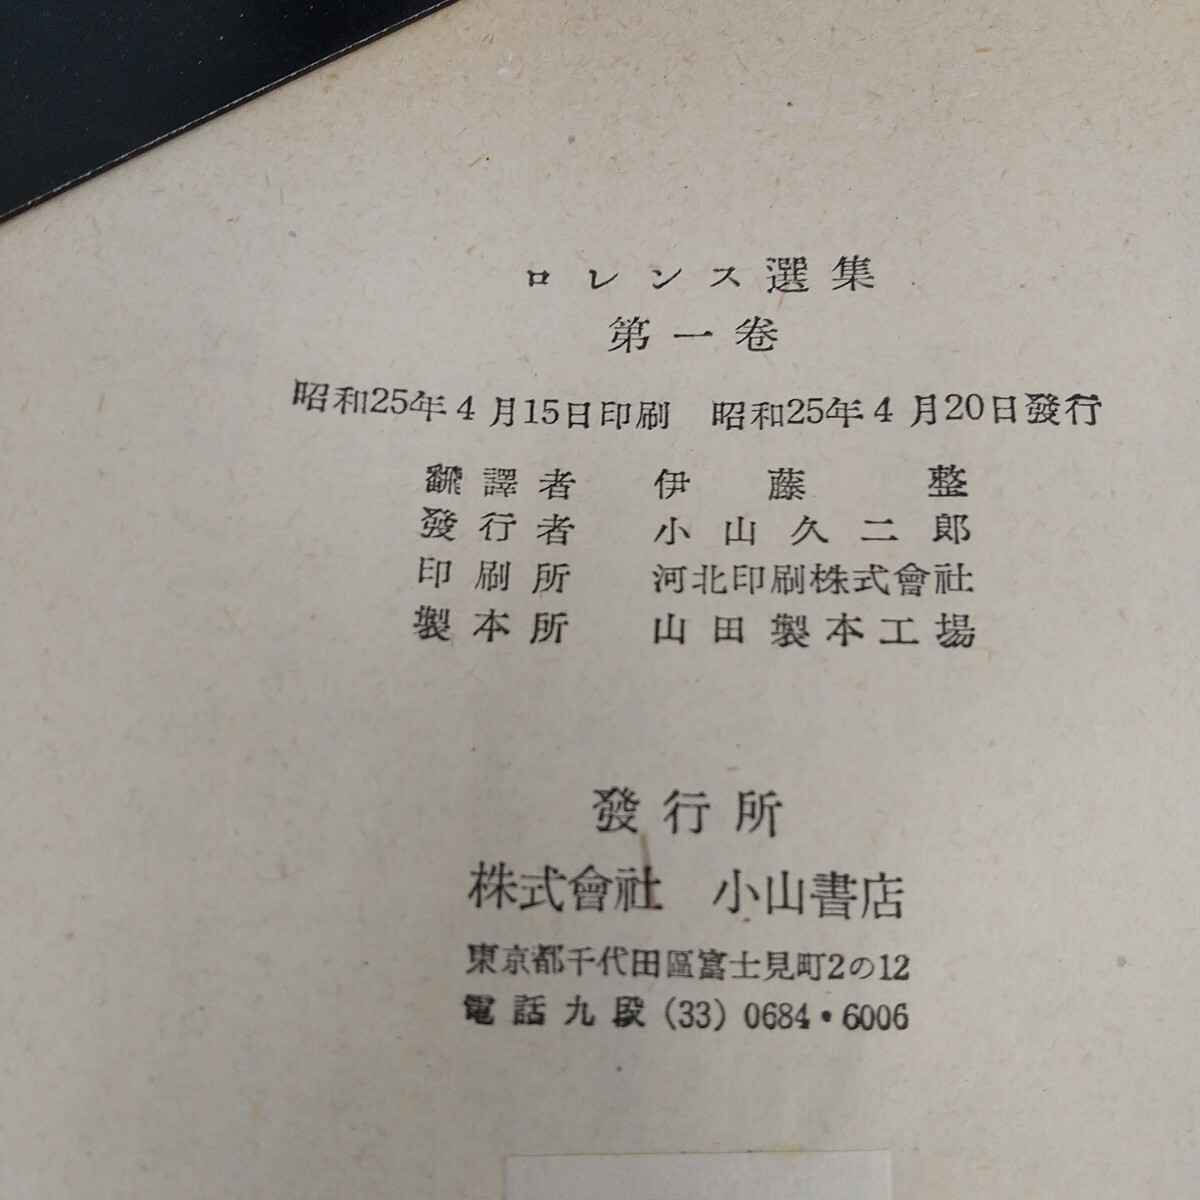 ロレンス選集
第一卷
昭和25年4月15日印刷　昭和25年4月20日發行
飜譯者　伊藤整
發行者　小山久二郎
印刷所　河北印刷株式會社
製本所　山田製本工場
發行所
株式會社　小山書店
東京都千代田區富士見町2の12
電話九段(33)0684・6006